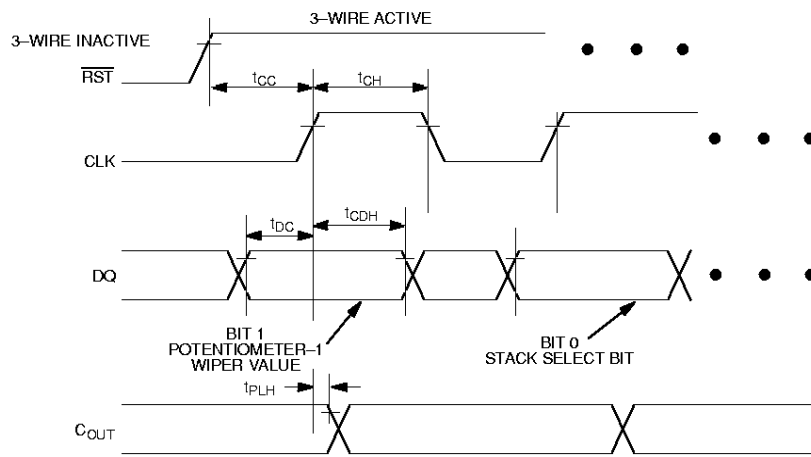 3–WIRE ACTIVE
3–WIRE INACTIVE
RST
tCC
tCH
CLK
tDC
tCDH
DQ
BIT 1
POTENTIOMETER–1
WIPER VALUE
BIT 0
STACK SELECT BIT
tPLH
COUT